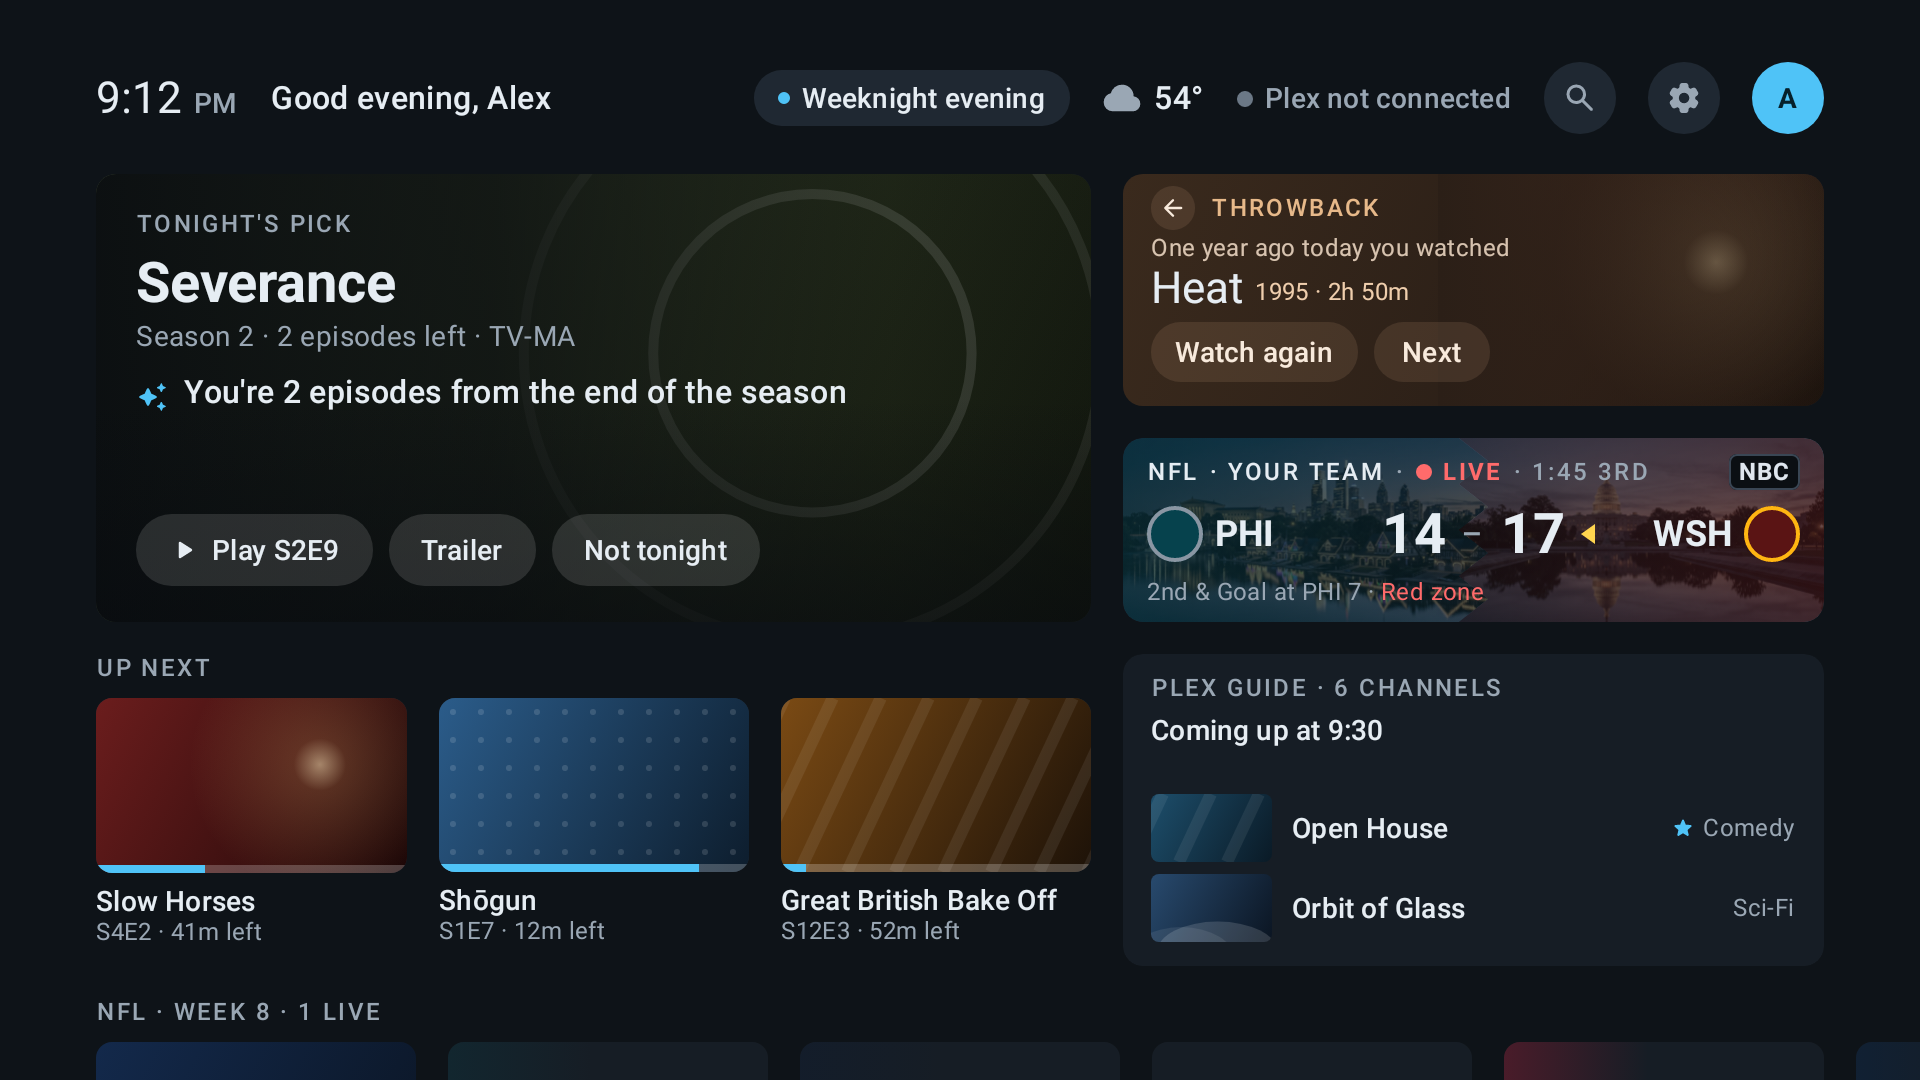 9:12 PM
Good evening, Alex
Weeknight evening
54°
Plex not connected
A
TONIGHT'S PICK
Severance
Season 2 · 2 episodes left · TV-MA
You're 2 episodes from the end of the season
Play S2E9
Trailer
Not tonight
THROWBACK
One year ago today you watched
Heat 1995 · 2h 50m
Watch again
Next
NFL · YOUR TEAM · LIVE · 1:45 3RD
NBC
PHI 14 – 17 WSH
2nd & Goal at PHI 7 · Red zone
UP NEXT
Slow Horses
S4E2 · 41m left
Shōgun
S1E7 · 12m left
Great British Bake Off
S12E3 · 52m left
PLEX GUIDE · 6 CHANNELS
Coming up at 9:30
Open House
Comedy
Orbit of Glass
Sci-Fi
NFL · WEEK 8 · 1 LIVE